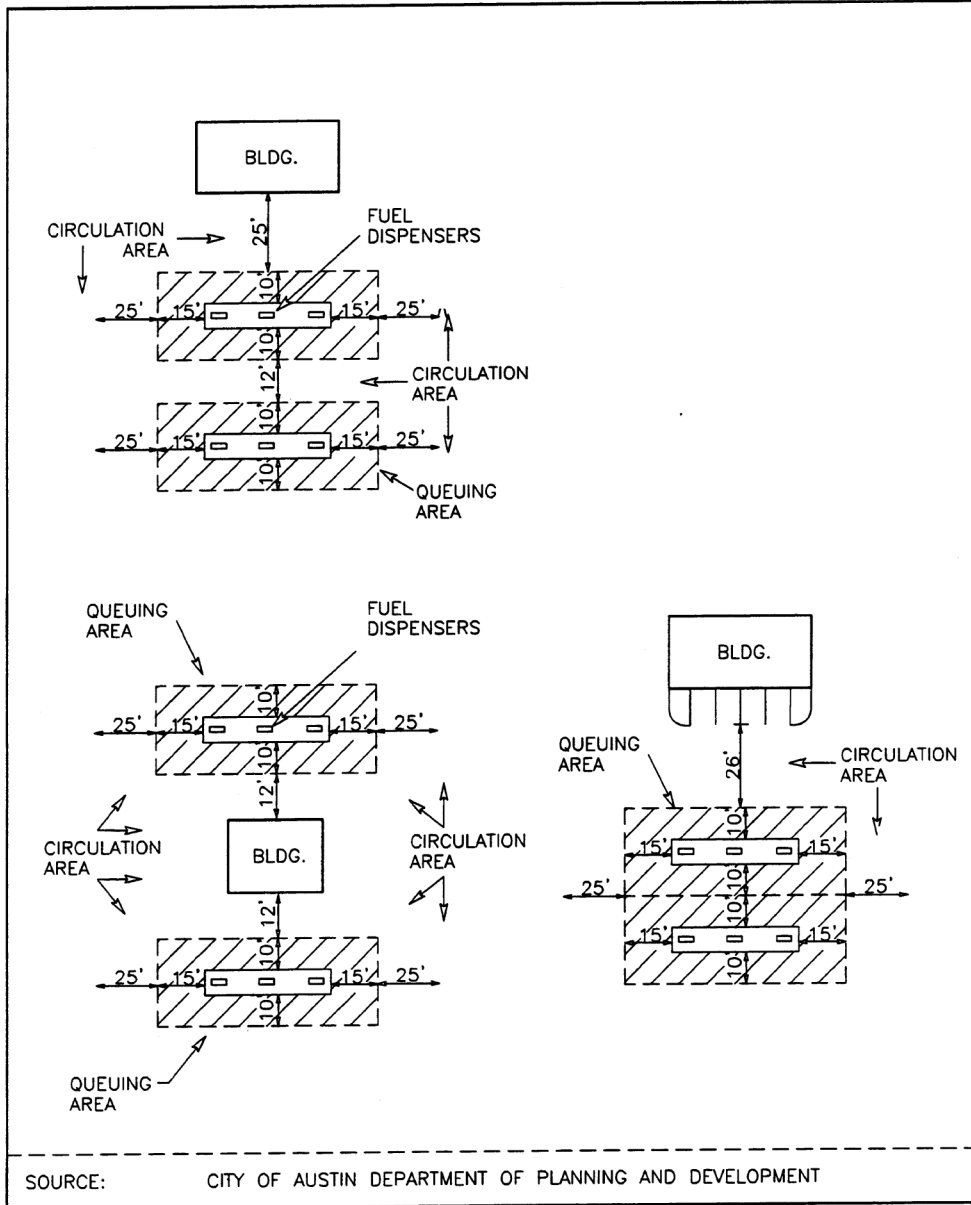 BLDG.
25'
FUEL
DISPENSERS
CIRCULATION
AREA
10'
25'
15'
15'
25'
10'
12'
CIRCULATION
AREA
10'
25'
15'
15'
25'
10'
QUEUING
AREA
QUEUING
AREA
FUEL
DISPENSERS
10'
25'
15'
15'
25'
10'
12'
CIRCULATION
AREA
BLDG.
CIRCULATION
AREA
12'
10'
25'
15'
15'
25'
10'
QUEUING
AREA
BLDG.
26'
QUEUING
AREA
CIRCULATION
AREA
10'
15'
15'
10'
25'
25'
10'
15'
15'
10'
SOURCE: CITY OF AUSTIN DEPARTMENT OF PLANNING AND DEVELOPMENT